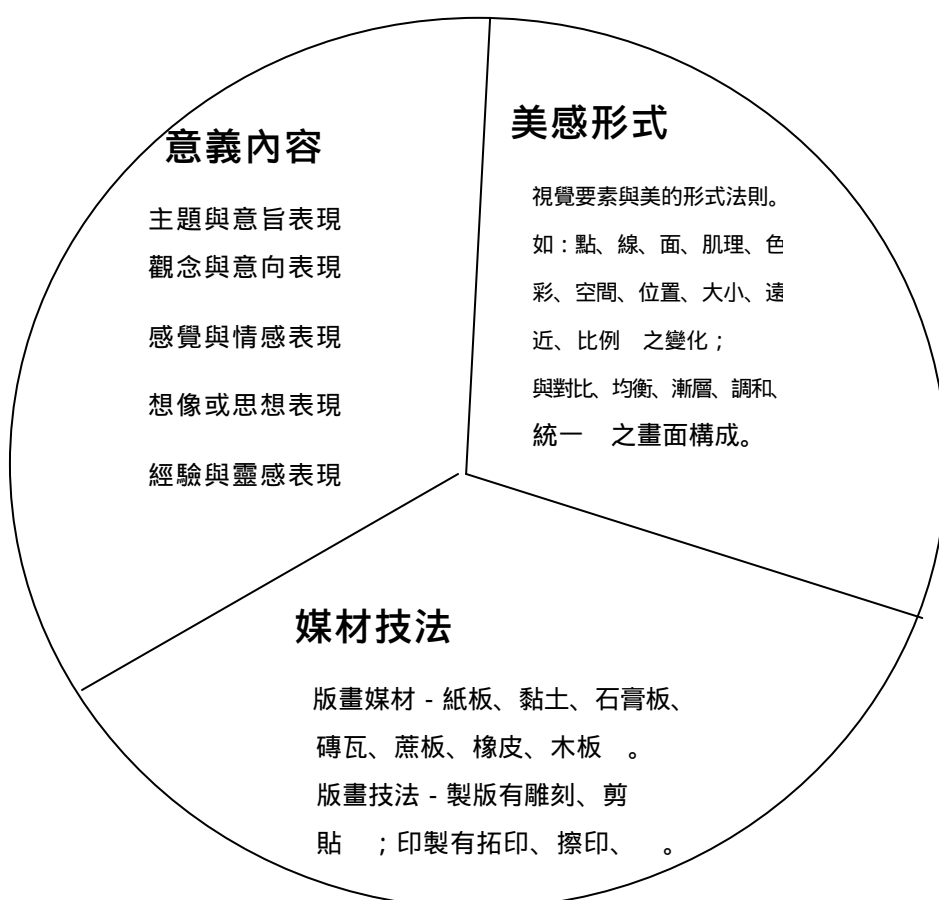 意義內容
主題與意旨表現
觀念與意向表現
感覺與情感表現
想像或思想表現
經驗與靈感表現
美感形式
視覺要素與美的形式法則。
如：點、線、面、肌理、色
彩、空間、位置、大小、遠
近、比例　之變化；
與對比、均衡、漸層、調和、
統一　之畫面構成。
媒材技法
版畫媒材 - 紙板、黏土、石膏板、
磚瓦、蔗板、橡皮、木板　。
版畫技法 - 製版有雕刻、剪
貼　；印製有拓印、擦印、　。